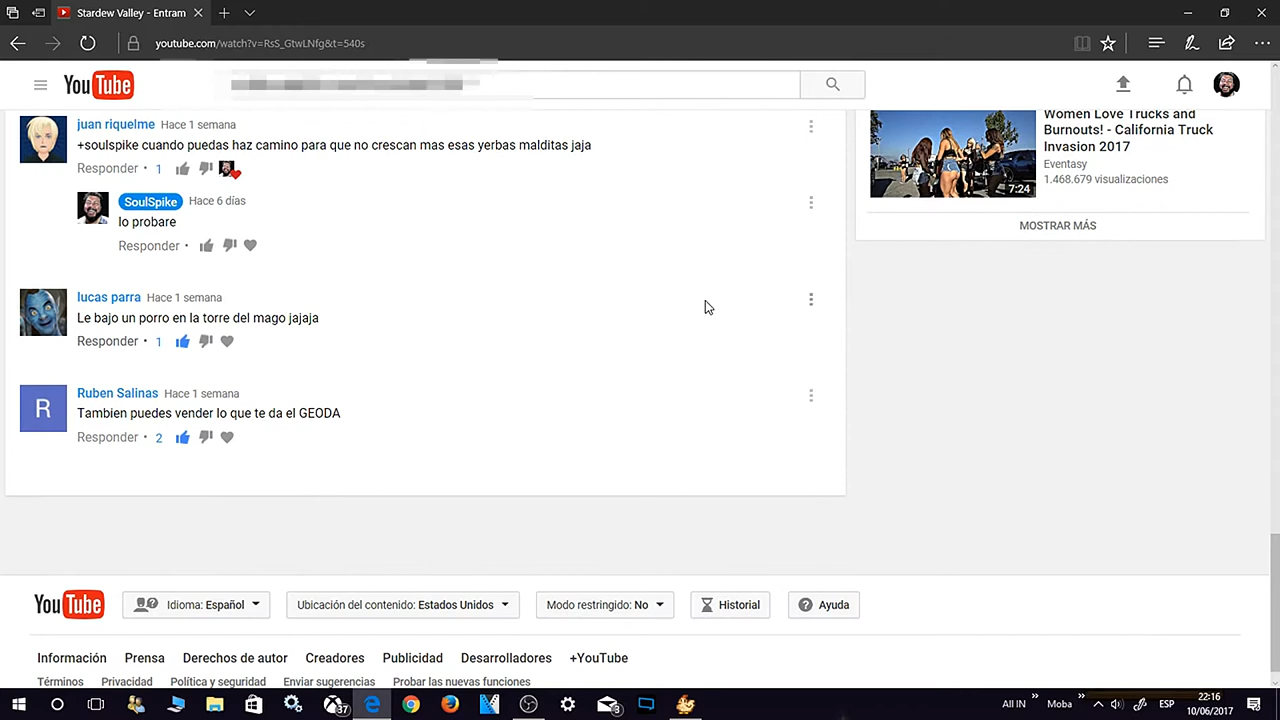 Stardew Valley - Entram
youtube.com/watch?v=RsS_GtwLNfg&t=540s
YouTube
juan riquelme Hace 1 semana
+soulspike cuando puedas haz camino para que no crescan mas esas yerbas malditas jaja
Responder • 1
SoulSpike Hace 6 días
lo probare
Responder •
lucas parra Hace 1 semana
Le bajo un porro en la torre del mago jajaja
Responder • 1
R
Ruben Salinas Hace 1 semana
Tambien puedes vender lo que te da el GEODA
Responder • 2
Women Love Trucks and
Burnouts! - California Truck
Invasion 2017
Eventasy
1.468.679 visualizaciones
7:24
MOSTRAR MÁS
YouTube
Idioma: Español
Ubicación del contenido: Estados Unidos
Modo restringido: No
Historial
Ayuda
Información Prensa Derechos de autor Creadores Publicidad Desarrolladores +YouTube
Términos Privacidad Política y seguridad Enviar sugerencias Probar las nuevas funciones
37
3
All IN
Moba
ESP
22:16
10/06/2017